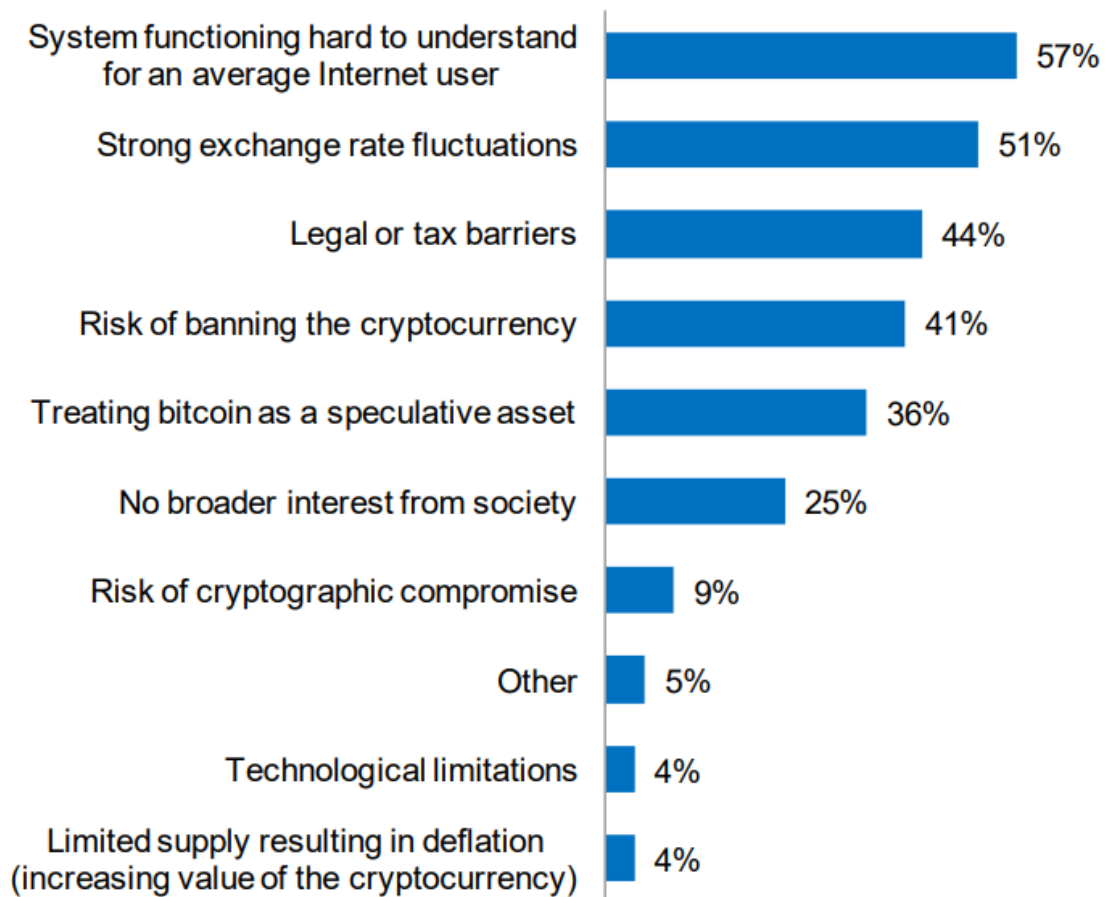 System functioning hard to understand
for an average Internet user
57%
Strong exchange rate fluctuations
51%
Legal or tax barriers
44%
Risk of banning the cryptocurrency
41%
Treating bitcoin as a speculative asset
36%
No broader interest from society
25%
Risk of cryptographic compromise
9%
Other
5%
Technological limitations
4%
Limited supply resulting in deflation
(increasing value of the cryptocurrency)
4%